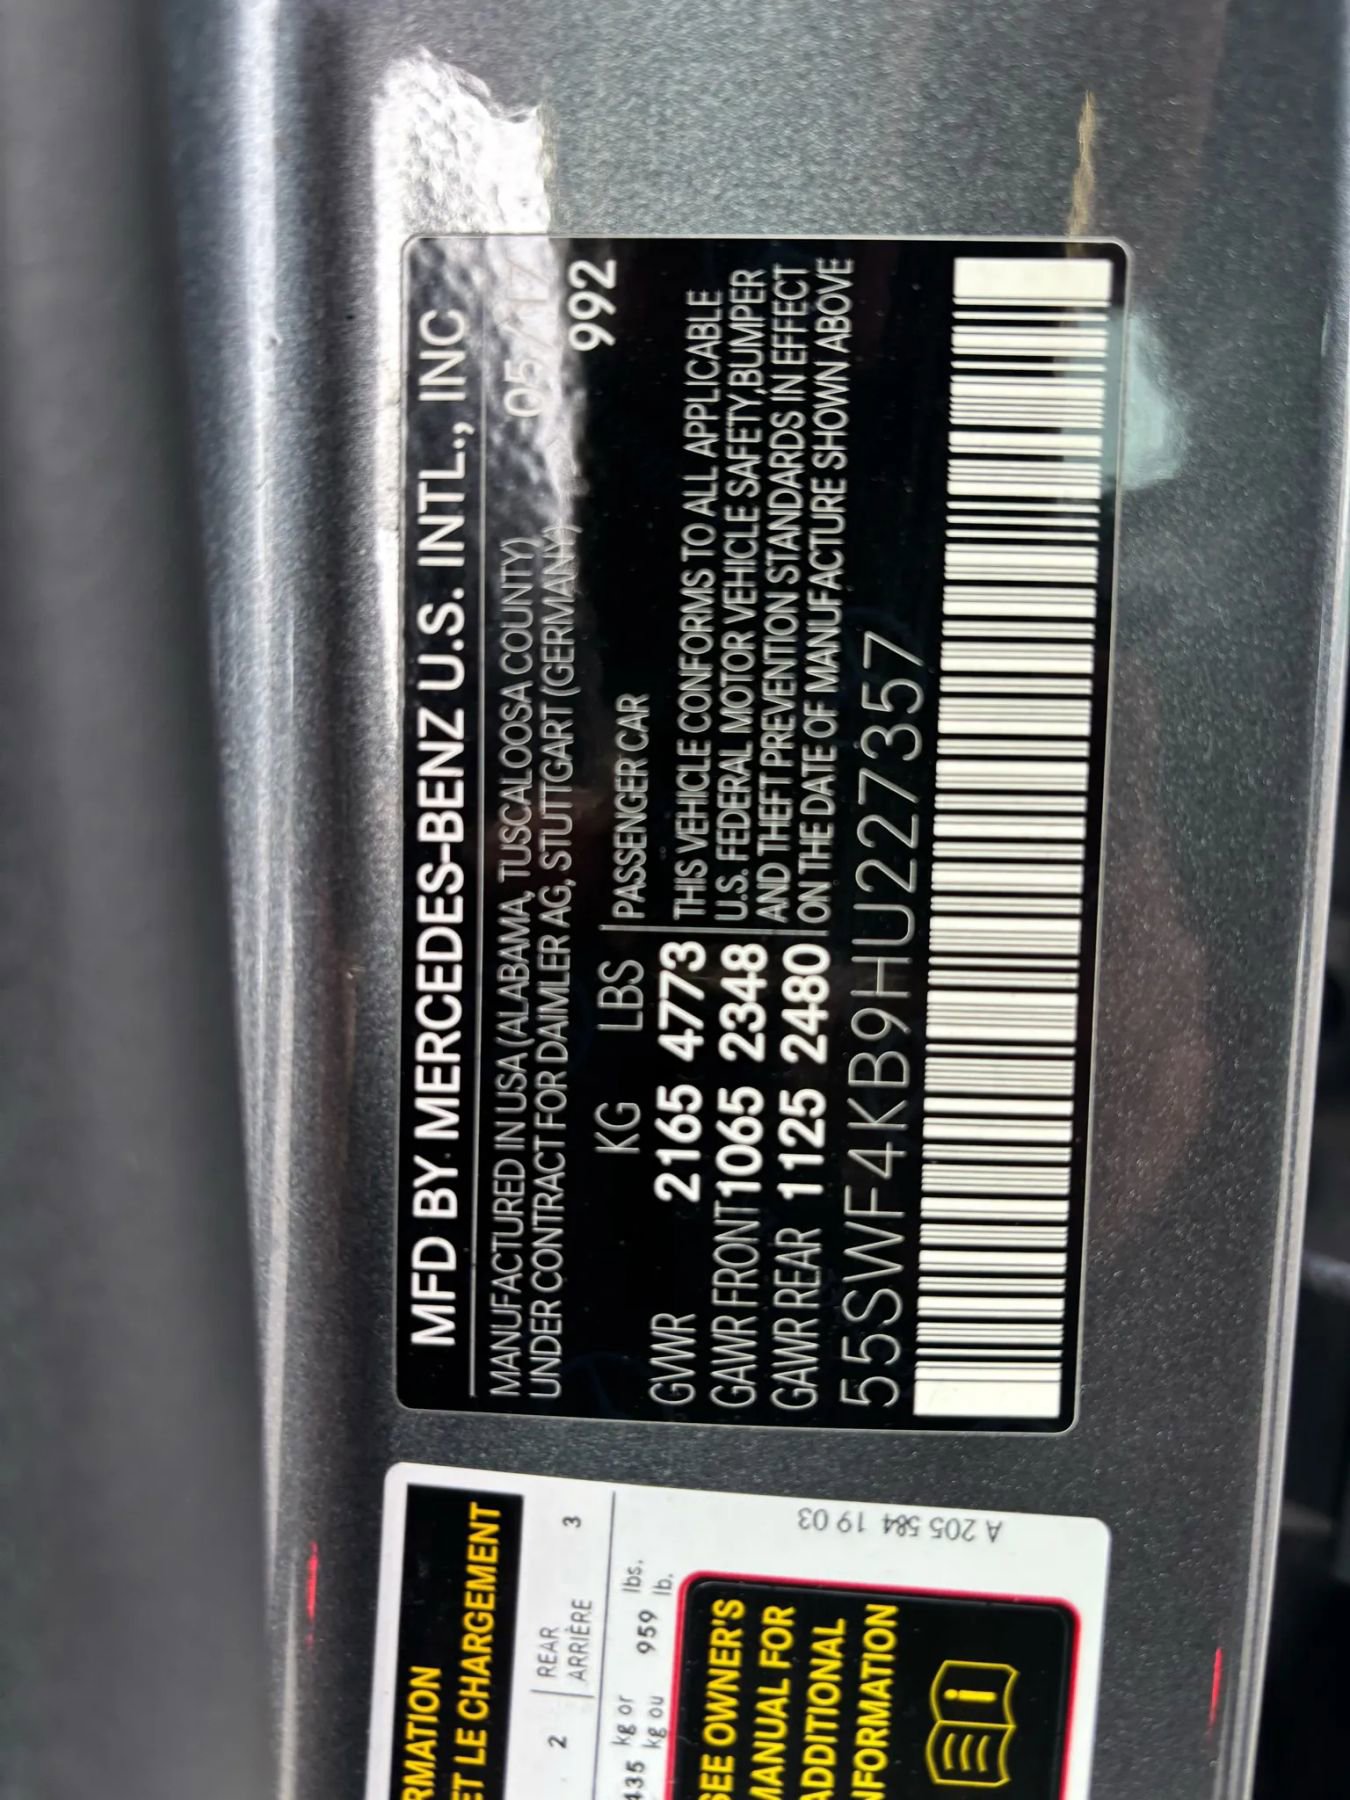 MFD BY MERCEDES-BENZ U.S. INTL., INC
MANUFACTURED IN USA (ALABAMA, TUSCALOOSA COUNTY) 05/17
UNDER CONTRACT FOR DAIMLER AG, STUTTGART (GERMANY)
992
KG LBS PASSENGER CAR
GVWR 2165 4773 THIS VEHICLE CONFORMS TO ALL APPLICABLE
GAWR FRONT 1065 2348 U.S. FEDERAL MOTOR VEHICLE SAFETY,BUMPER
GAWR REAR 1125 2480 AND THEFT PREVENTION STANDARDS IN EFFECT
ON THE DATE OF MANUFACTURE SHOWN ABOVE
55SWF4KB9HU227357
RMATION
ET LE CHARGEMENT
2 REAR 3
ARRIÈRE
435 kg or 959 lbs.
kg ou lb.
SEE OWNER'S
MANUAL FOR
ADDITIONAL
INFORMATION
i
A 205 584 19 03